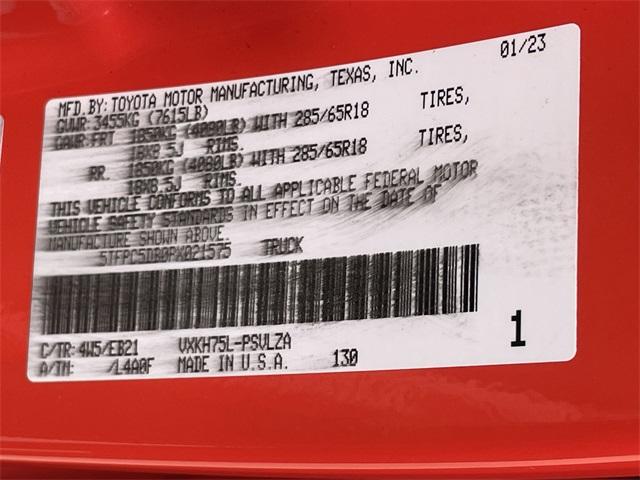 MFD.BY: TOYOTA MOTOR MANUFACTURING, TEXAS, INC. 01/23
GVWR: 3455KG (7615LB)
GAWR: FRT 1850KG (4080LB) WITH 285/65R18 TIRES,
18X8.5J RIMS.
RR. 1850KG (4080LB) WITH 285/65R18 TIRES,
18X8.5J RIMS.
THIS VEHICLE CONFORMS TO ALL APPLICABLE FEDERAL MOTOR
VEHICLE SAFETY STANDARDS IN EFFECT ON THE DATE OF
MANUFACTURE SHOWN ABOVE.
5TFPC5DB0PX021575 TRUCK
C/TR: 4W5/EB21 VXKH75L-PSVLZA
A/TM: /L4A0F MADE IN U.S.A. 130
1